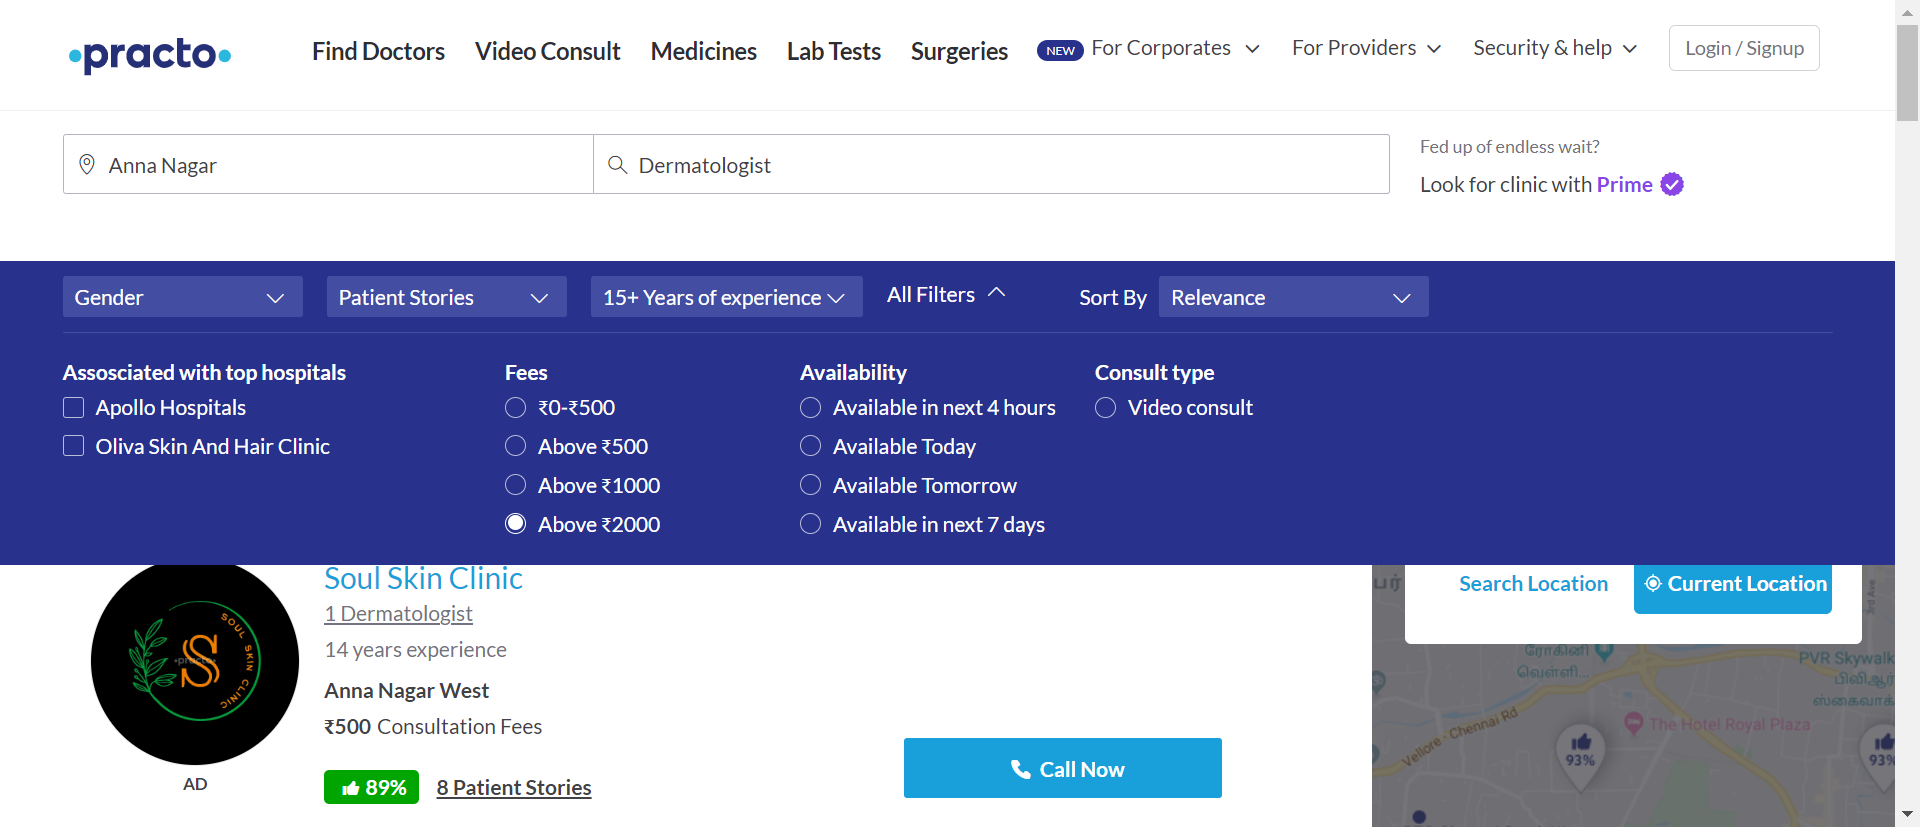 practo
Find Doctors
Video Consult
Medicines
Lab Tests
Surgeries
NEW For Corporates
For Providers
Security & help
Login / Signup
Anna Nagar
Dermatologist
Fed up of endless wait?
Look for clinic with Prime
Gender
Patient Stories
15+ Years of experience
All Filters
Sort By
Relevance
Assosciated with top hospitals
Apollo Hospitals
Oliva Skin And Hair Clinic
Fees
₹0-₹500
Above ₹500
Above ₹1000
Above ₹2000
Availability
Available in next 4 hours
Available Today
Available Tomorrow
Available in next 7 days
Consult type
Video consult
SOUL SKIN CLINIC
S
practo
AD
Soul Skin Clinic
1 Dermatologist
14 years experience
Anna Nagar West
₹500 Consultation Fees
89%
8 Patient Stories
Call Now
Search Location
Current Location
3rd Ave
ரோகினி
வெள்ளி...
PVR Skywalk
பிவிஆர்
ஸ்கைவாக்
The Hotel Royal Plaza
Vellore - Chennai Rd
93%
93%